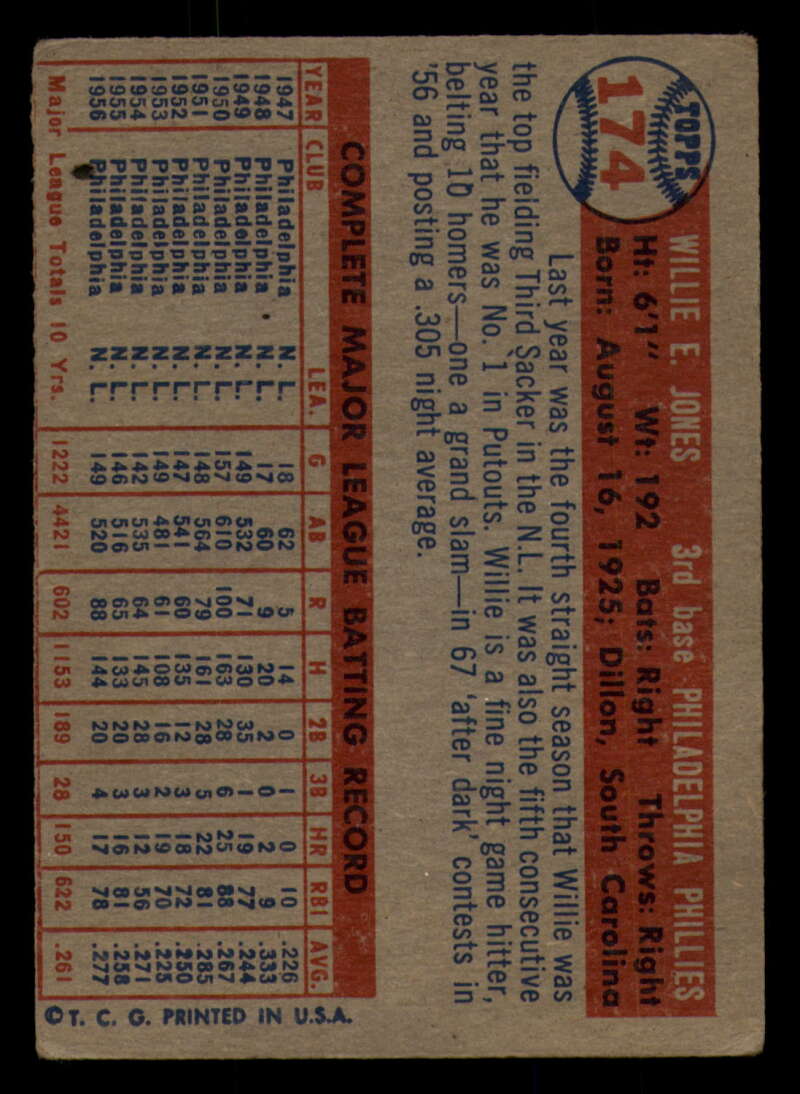 TOPPS
174
WILLIE E. JONES 3rd base PHILADELPHIA PHILLIES
Ht: 6'1" Wt: 192 Bats: Right Throws: Right
Born: August 16, 1925; Dillon, South Carolina
Last year was the fourth straight season that Willie was
the top fielding Third Sacker in the N.L. It was also the fifth consecutive
year that he was No. 1 in Putouts. Willie is a fine night game hitter,
belting 10 homers—one a grand slam—in 67 'after dark' contests in
'56 and posting a .305 night average.
COMPLETE MAJOR LEAGUE BATTING RECORD
YEAR CLUB LEA. G AB R H 2B 3B HR RBI AVG.
1947 Philadelphia N.L. 18 62 5 14 0 1 0 10 .226
1948 Philadelphia N.L. 17 60 9 20 2 0 2 9 .333
1949 Philadelphia N.L. 149 532 71 130 35 1 19 77 .244
1950 Philadelphia N.L. 157 610 100 163 28 6 25 88 .267
1951 Philadelphia N.L. 148 564 79 161 28 5 22 81 .285
1952 Philadelphia N.L. 147 541 60 135 12 3 18 72 .250
1953 Philadelphia N.L. 149 481 61 108 16 2 19 70 .225
1954 Philadelphia N.L. 142 535 64 145 28 3 12 56 .271
1955 Philadelphia N.L. 146 516 65 133 20 3 16 81 .258
1956 Philadelphia N.L. 149 520 88 144 20 4 17 78 .277
Major League Totals 10 Yrs. 1222 4421 602 1153 189 28 150 622 .261
©T. C. G. PRINTED IN U.S.A.